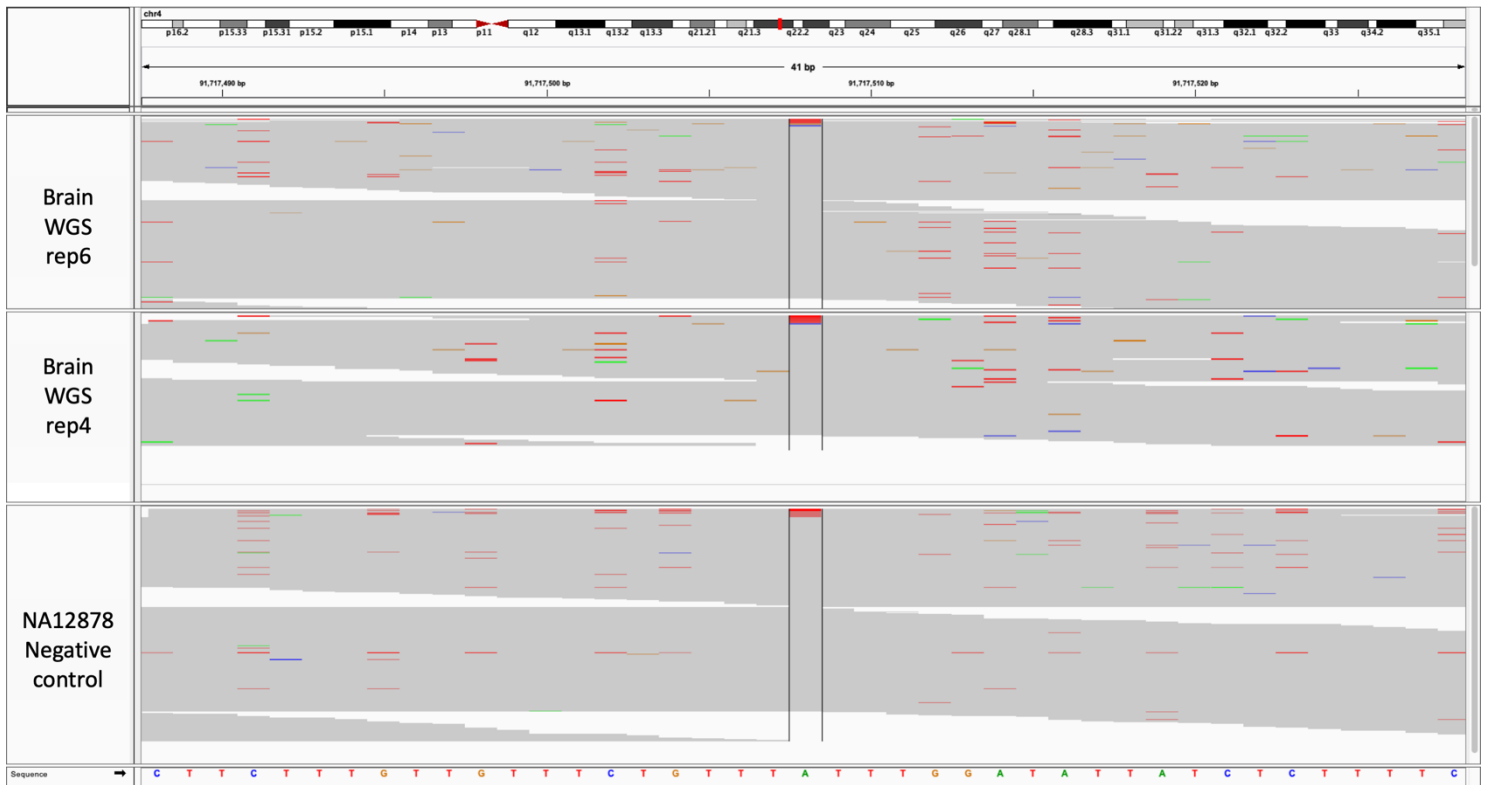 chr4
p16.2 p15.33 p15.31 p15.2 p15.1 p14 p13 p11 q12 q13.1 q13.2 q13.3 q21.21 q21.3 q22.2 q23 q24 q25 q26 q27 q28.1 q28.3 q31.1 q31.22 q31.3 q32.1 q32.2 q33 q34.2 q35.1
41 bp
91,717,490 bp 91,717,500 bp 91,717,510 bp 91,717,520 bp
Brain
WGS
rep6
Brain
WGS
rep4
NA12878
Negative
control
Sequence C T T C T T T G T T G T T T C T G T T T A T T T G G A T A T T A T C T C T T T T C